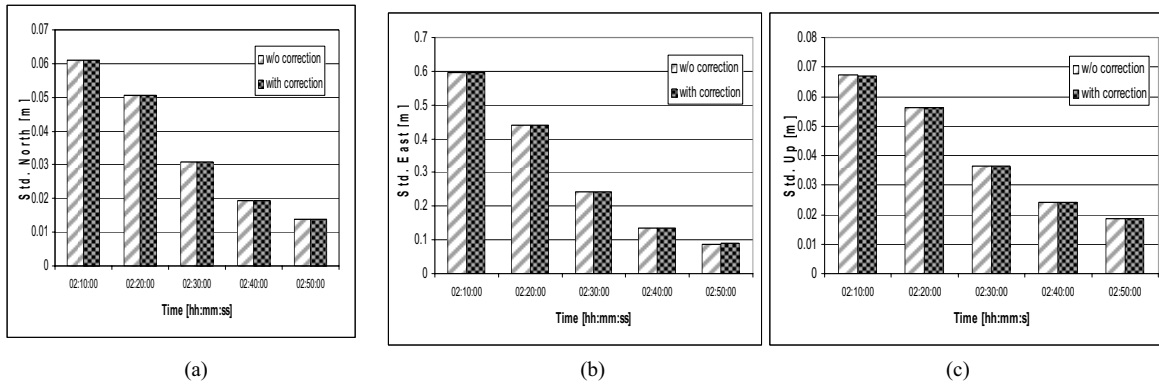 0.07
0.06
0.05
0.04
0.03
0.02
0.01
0
Std. North [m]
w/o correction
with correction
02:10:00 02:20:00 02:30:00 02:40:00 02:50:00
Time [hh:mm:ss]
(a)
0.7
0.6
0.5
0.4
0.3
0.2
0.1
0
Std. East [m]
w/o correction
with correction
02:10:00 02:20:00 02:30:00 02:40:00 02:50:00
Time [hh:mm:ss]
(b)
0.08
0.07
0.06
0.05
0.04
0.03
0.02
0.01
0
Std. Up [m]
w/o correction
with correction
02:10:00 02:20:00 02:30:00 02:40:00 02:50:00
Time [hh:mm:s]
(c)